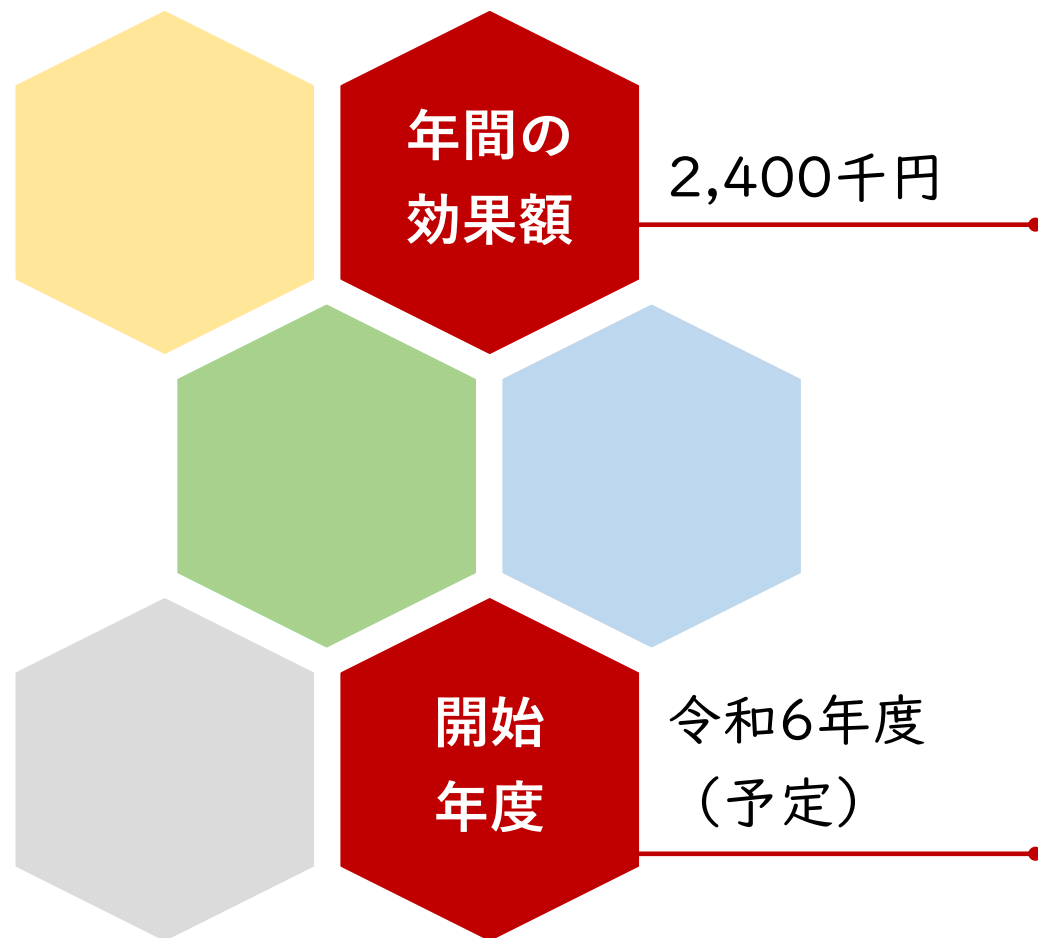 年間の
効果額
2,400千円
開始
年度
令和6年度
（予定）